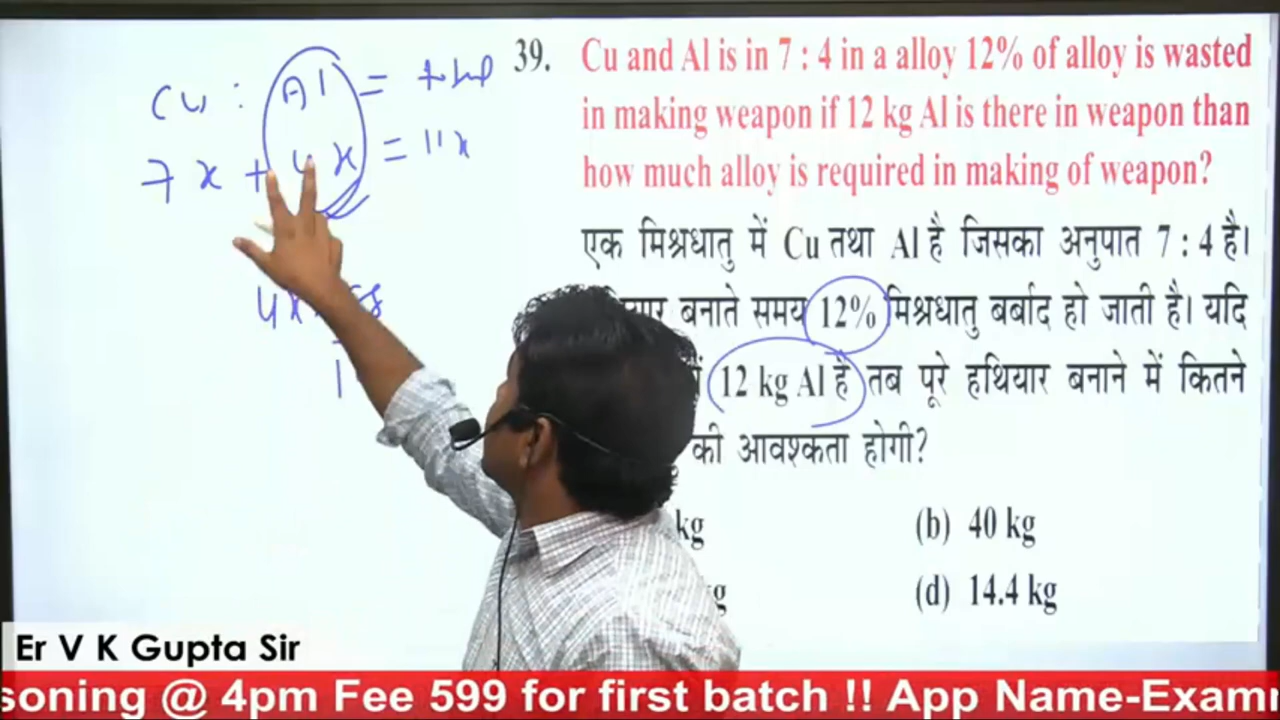 Cu : Al =
7x + 4x = 11x
39. Cu and Al is in 7 : 4 in a alloy 12% of alloy is wasted
in making weapon if 12 kg Al is there in weapon than
how much alloy is required in making of weapon?
एक मिश्रधातु में Cu तथा Al है जिसका अनुपात 7 : 4 है।
बनाते समय 12% मिश्रधातु बर्बाद हो जाती है। यदि
12 kg Al है तब पूरे हथियार बनाने में कितने
की आवश्कता होगी?
kg
(b) 40 kg
(d) 14.4 kg
Er V K Gupta Sir
soning @ 4pm Fee 599 for first batch !! App Name-Exam